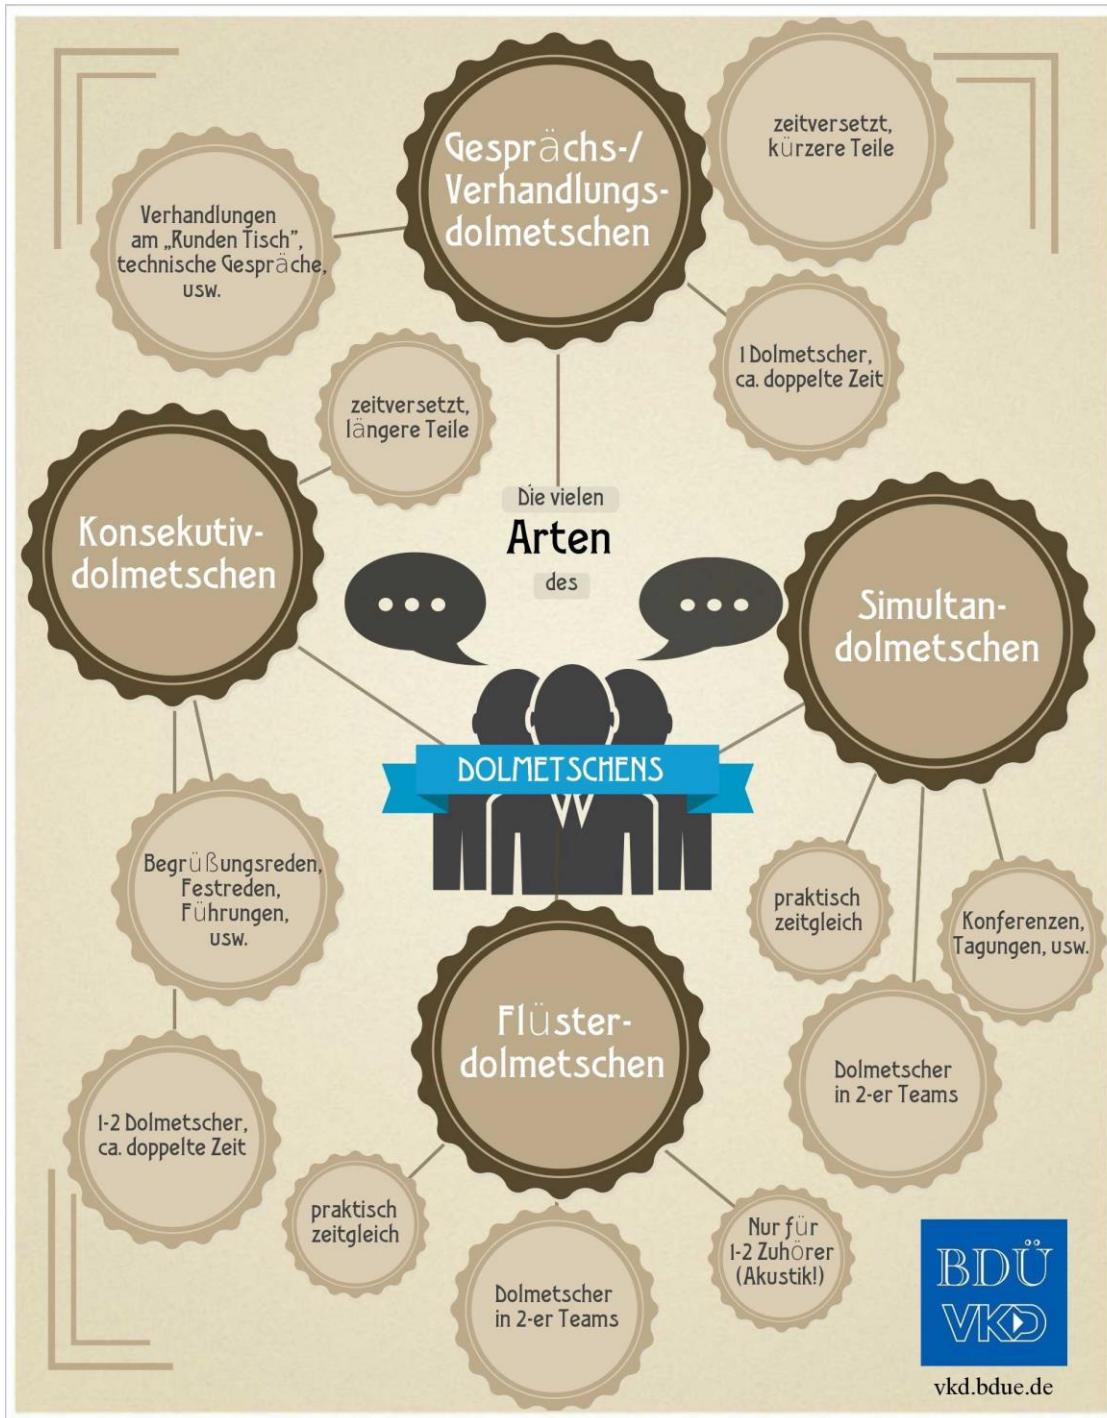 Gesprächs-/
Verhandlungs-
dolmetschen
zeitversetzt,
kürzere Teile
Verhandlungen
am „Runden Tisch”,
technische Gespräche,
usw.
1 Dolmetscher,
ca. doppelte Zeit
zeitversetzt,
längere Teile
Konsekutiv-
dolmetschen
Die vielen
Arten
des
DOLMETSCHENS
Simultan-
dolmetschen
Begrüßungsreden,
Festreden,
Führungen,
usw.
praktisch
zeitgleich
Konferenzen,
Tagungen, usw.
Dolmetscher
in 2-er Teams
Flüster-
dolmetschen
1-2 Dolmetscher,
ca. doppelte Zeit
praktisch
zeitgleich
Dolmetscher
in 2-er Teams
Nur für
1-2 Zuhörer
(Akustik!)
BDÜ
VKD
vkd.bdue.de